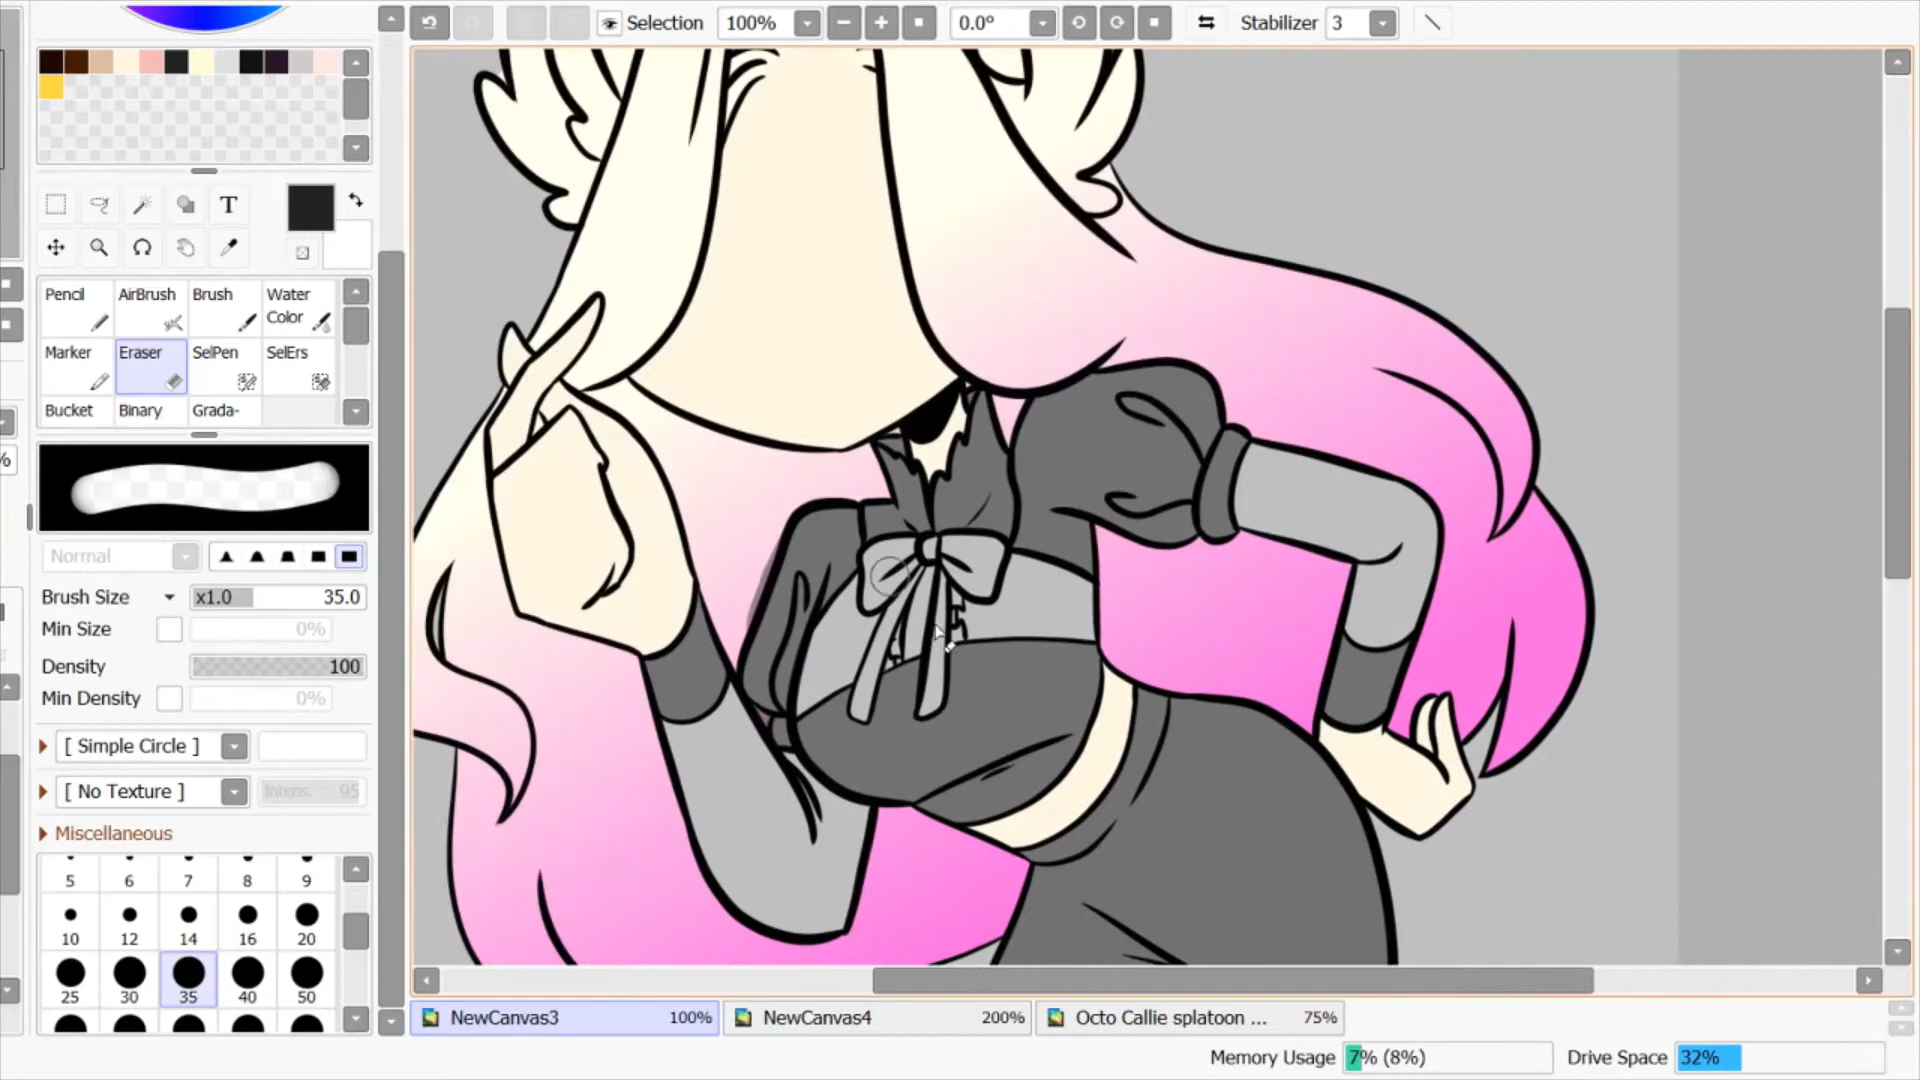 Selection 100% 0.0° Stabilizer 3
T
Pencil AirBrush Brush Water Color
Marker Eraser SelPen SelErs
Bucket Binary Grada-
%
Normal
Brush Size x1.0 35.0
Min Size 0%
Density 100
Min Density 0%
[ Simple Circle ]
[ No Texture ] Intens. 95
Miscellaneous
5 6 7 8 9
10 12 14 16 20
25 30 35 40 50
NewCanvas3 100% NewCanvas4 200% Octo Callie splatoon ... 75%
Memory Usage 7% (8%) Drive Space 32%